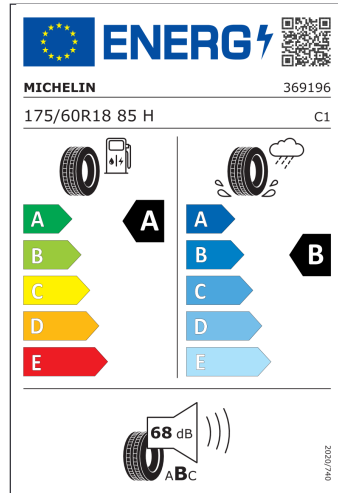 ENERG
MICHELIN 369196
175/60R18 85 H C1
A A A
B B B
C C
D D
E E
68 dB
ABC
2020/740